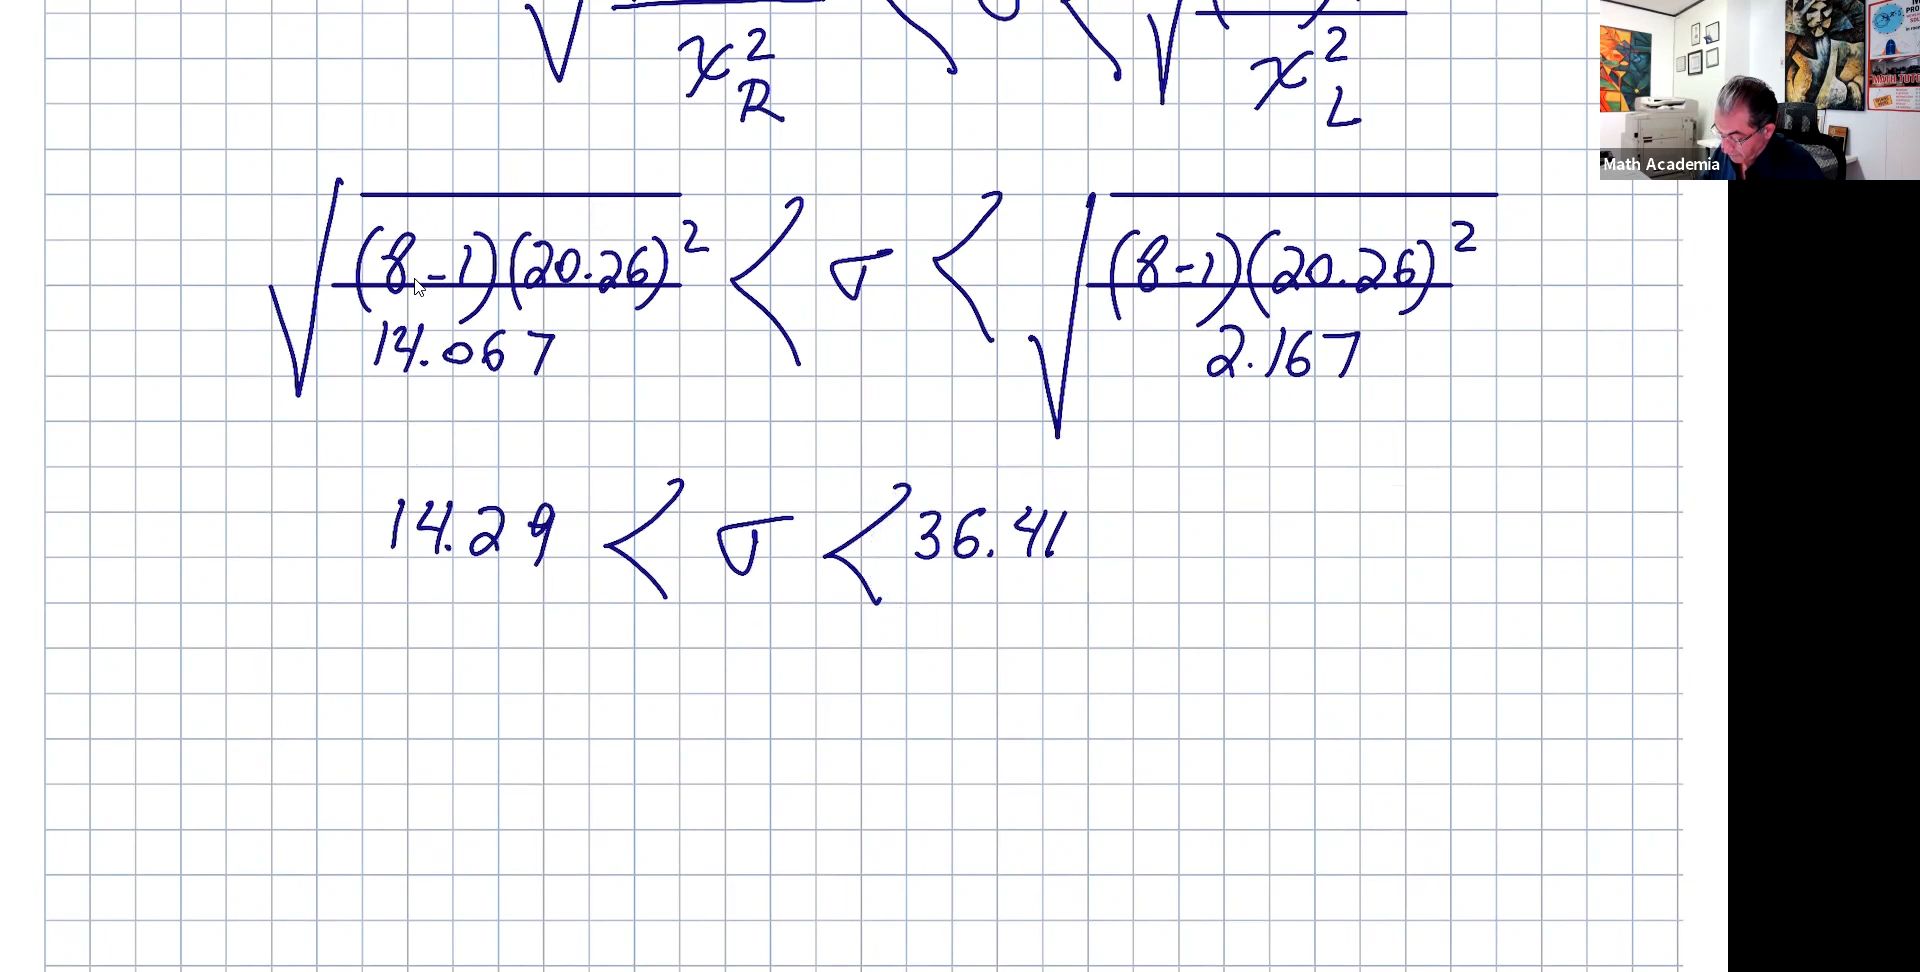 √ χ²_R < σ < √ χ²_L
√((8-1)(20.26)² / 14.067) < σ < √((8-1)(20.26)² / 2.167)
14.29 < σ < 36.41
Math Academia